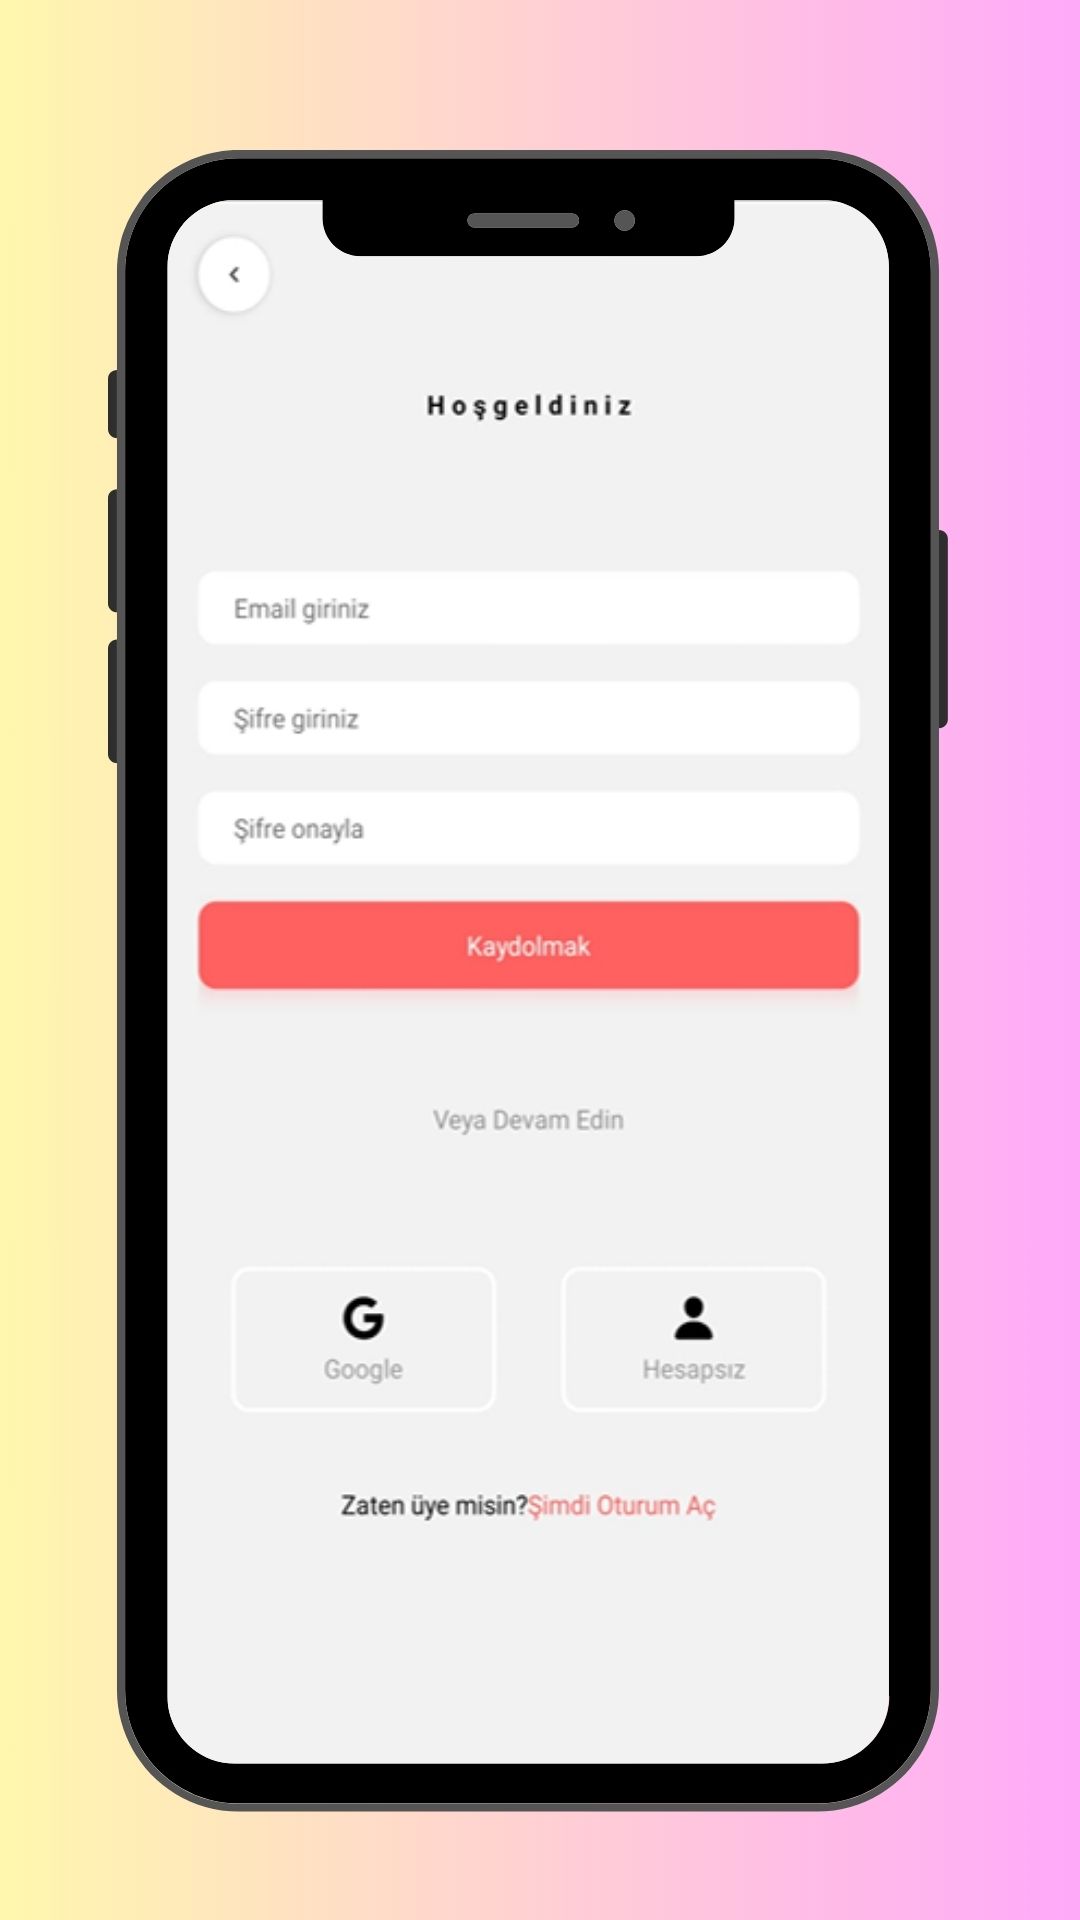 Hoşgeldiniz
Email giriniz
Şifre giriniz
Şifre onayla
Kaydolmak
Veya Devam Edin
Google
Hesapsız
Zaten üye misin?Şimdi Oturum Aç